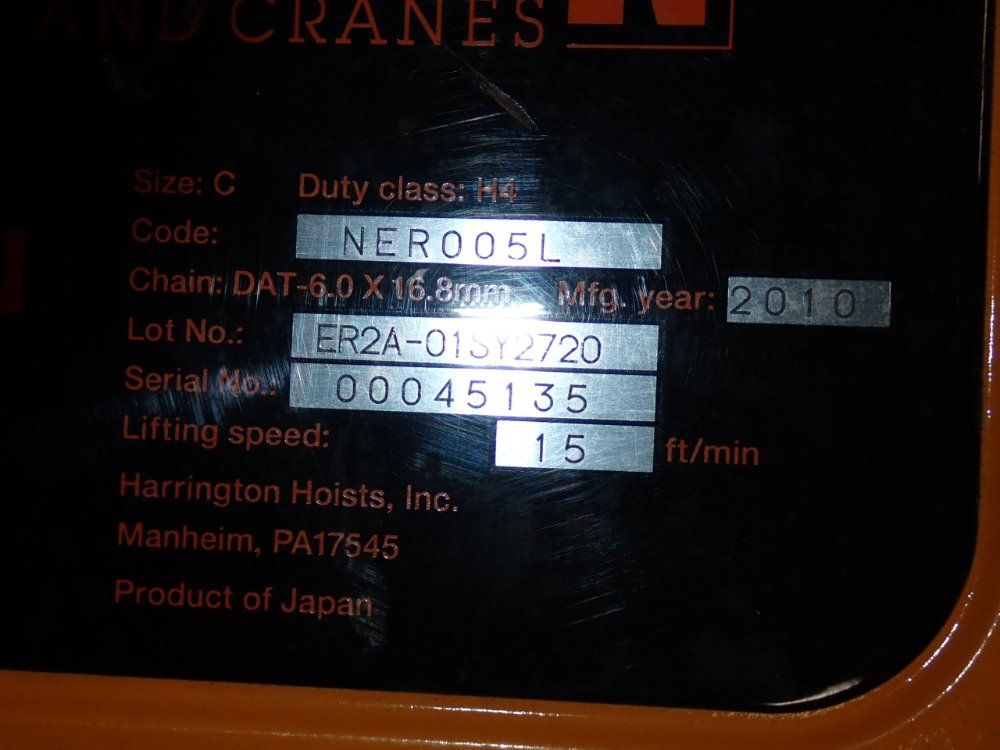 AND CRANES
Size: C Duty class: H4
Code: NER005L
Chain: DAT-6.0 X 16.8mm Mfg. year: 2010
Lot No.: ER2A-01SY2720
Serial No.: 00045135
Lifting speed: 15 ft/min
Harrington Hoists, Inc.
Manheim, PA17545
Product of Japan